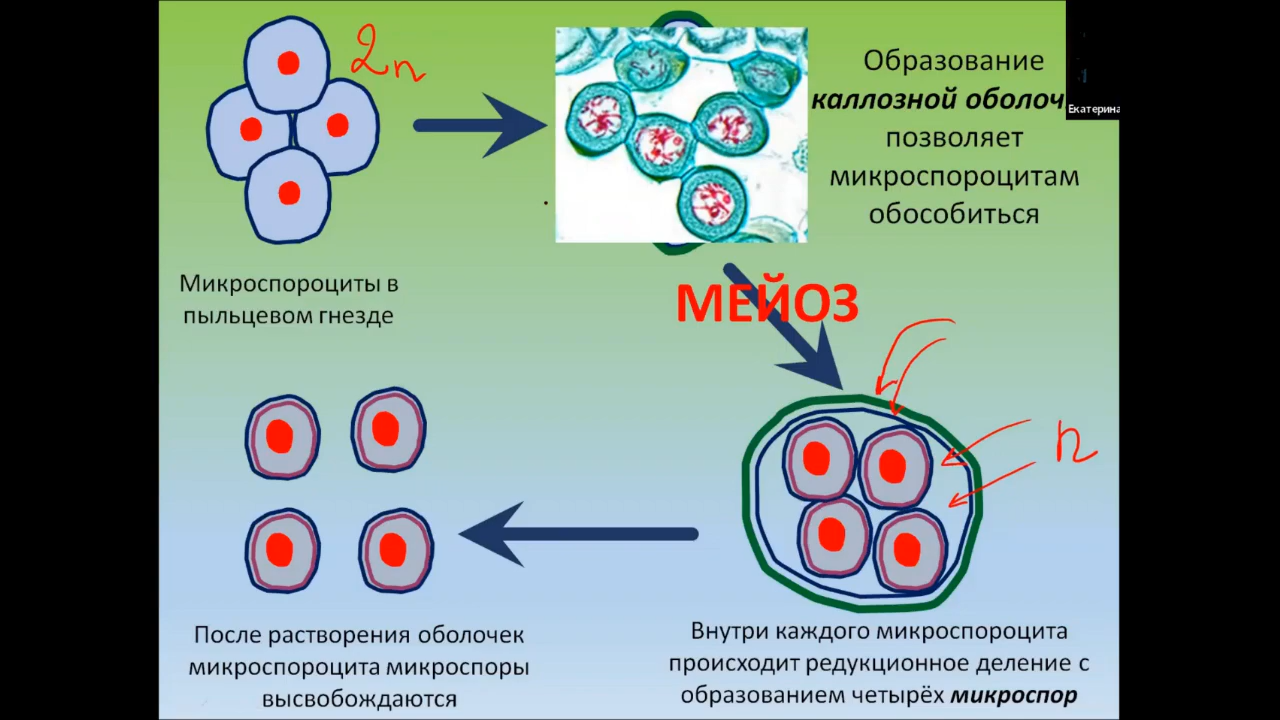 2n
Образование
каллозной оболоч
позволяет
микроспороцитам
обособиться
Екатерина
Микроспороциты в
пыльцевом гнезде
МЕЙОЗ
n
После растворения оболочек
микроспороцита микроспоры
высвобождаются
Внутри каждого микроспороцита
происходит редукционное деление с
образованием четырёх микроспор